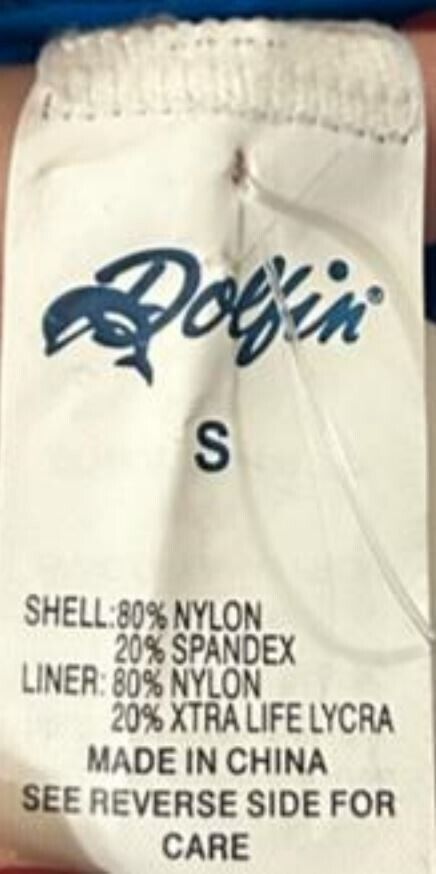 Dolfin®
S
SHELL:80% NYLON
20% SPANDEX
LINER: 80% NYLON
20% XTRA LIFE LYCRA
MADE IN CHINA
SEE REVERSE SIDE FOR
CARE